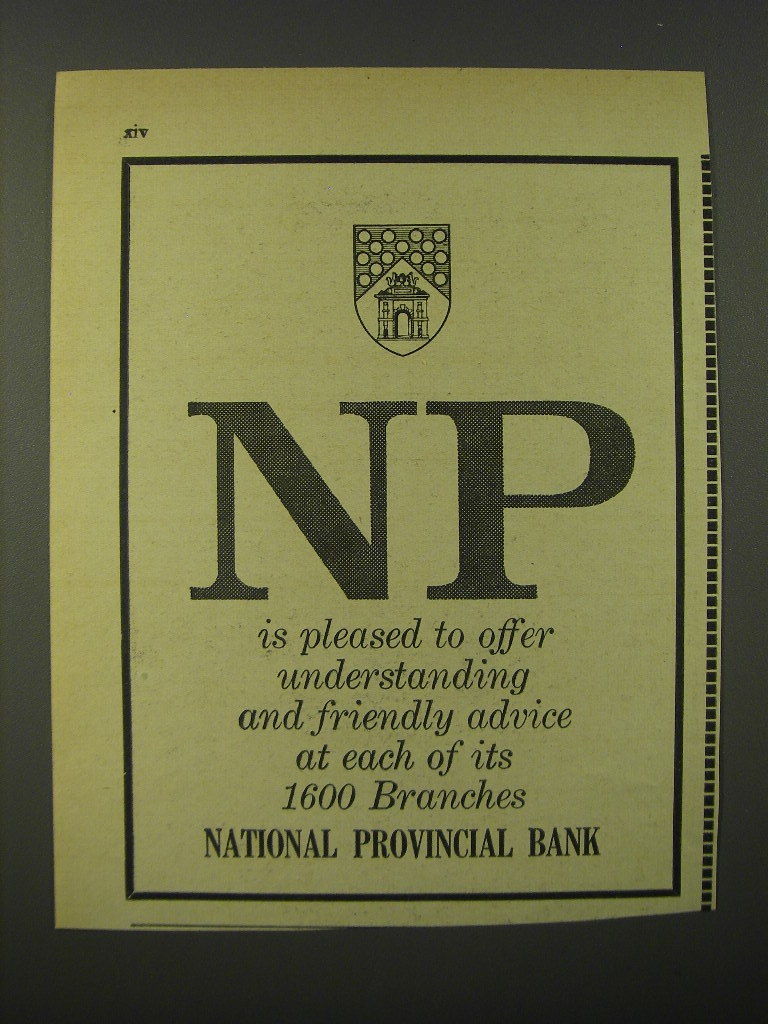 xiv
NP
is pleased to offer
understanding
and friendly advice
at each of its
1600 Branches
NATIONAL PROVINCIAL BANK